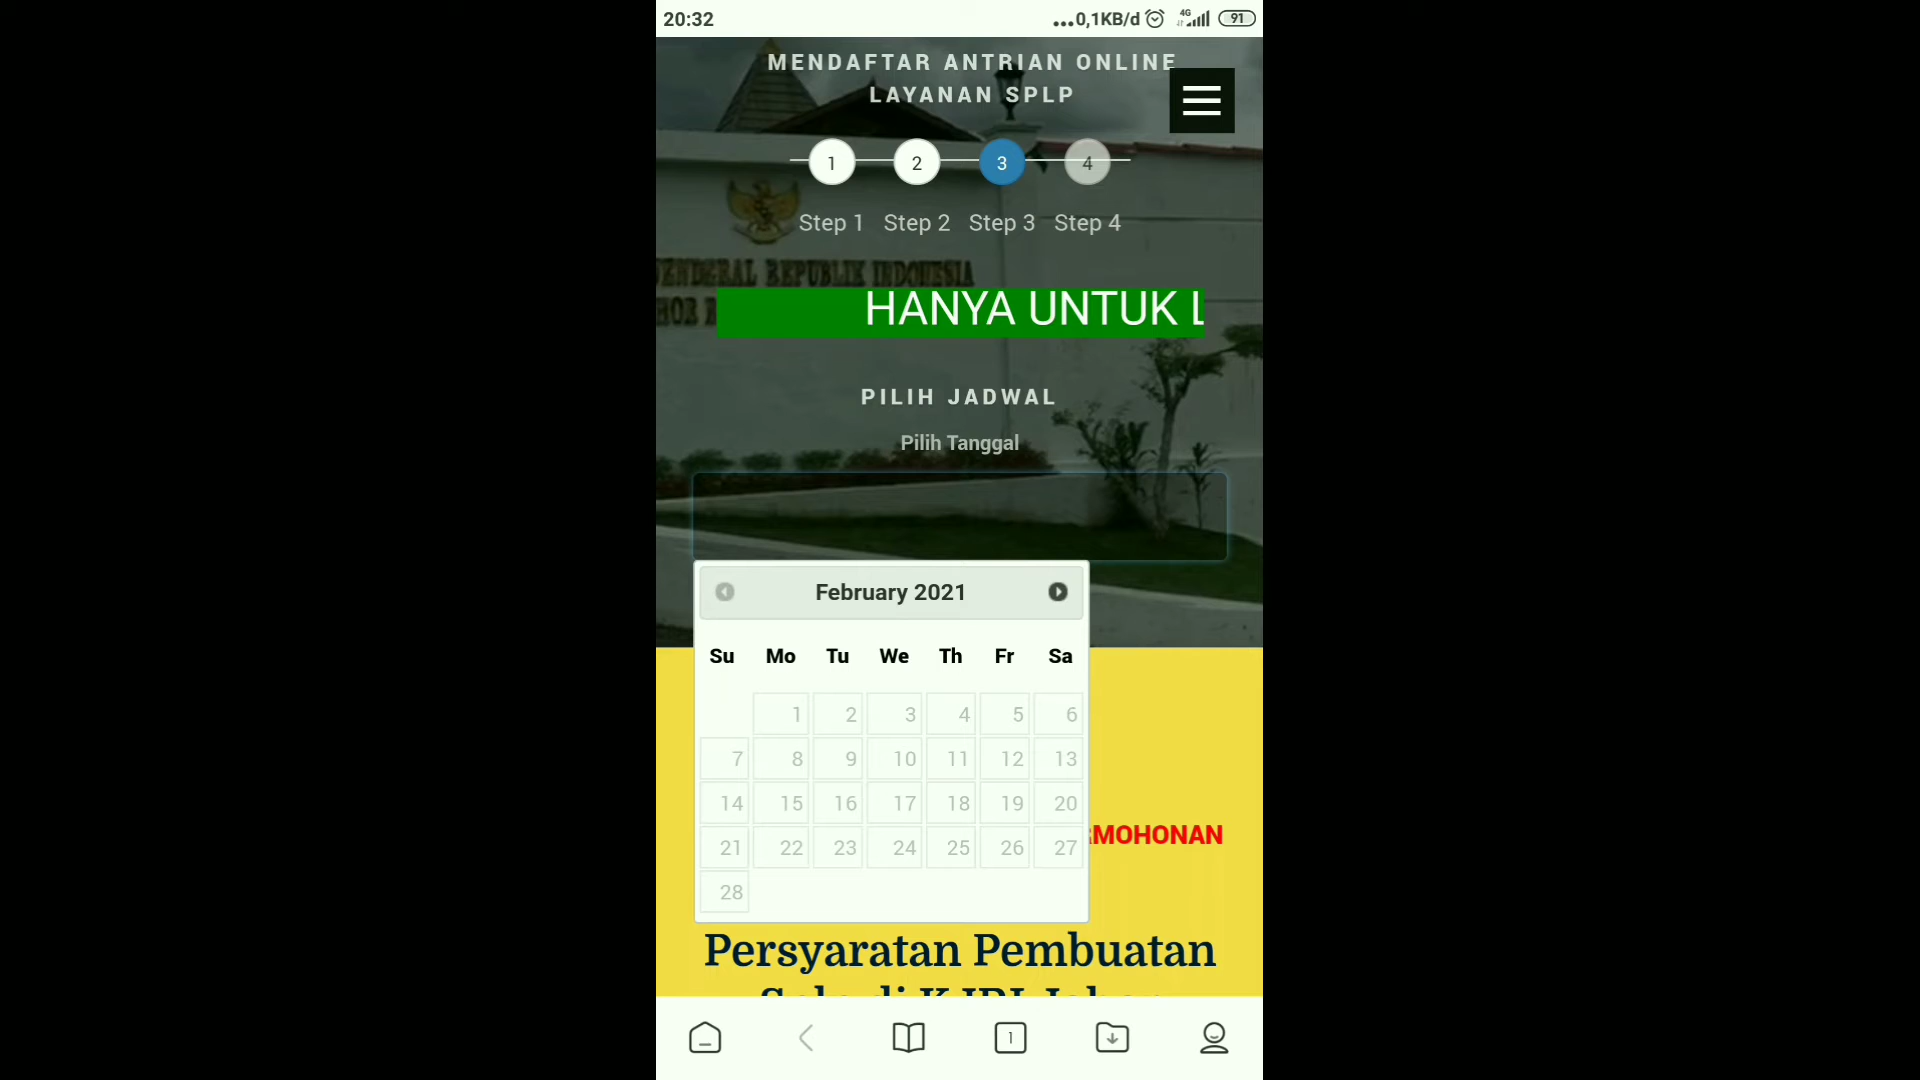 20:32
...0,1KB/d
4G
91
MENDAFTAR ANTRIAN ONLINE
LAYANAN SPLP
1 2 3 4
Step 1 Step 2 Step 3 Step 4
JENDERAL REPUBLIK INDONESIA
HANYA UNTUK
PILIH JADWAL
Pilih Tanggal
February 2021
Su Mo Tu We Th Fr Sa
1 2 3 4 5 6
7 8 9 10 11 12 13
14 15 16 17 18 19 20
21 22 23 24 25 26 27
MOHONAN
28
Persyaratan Pembuatan
1